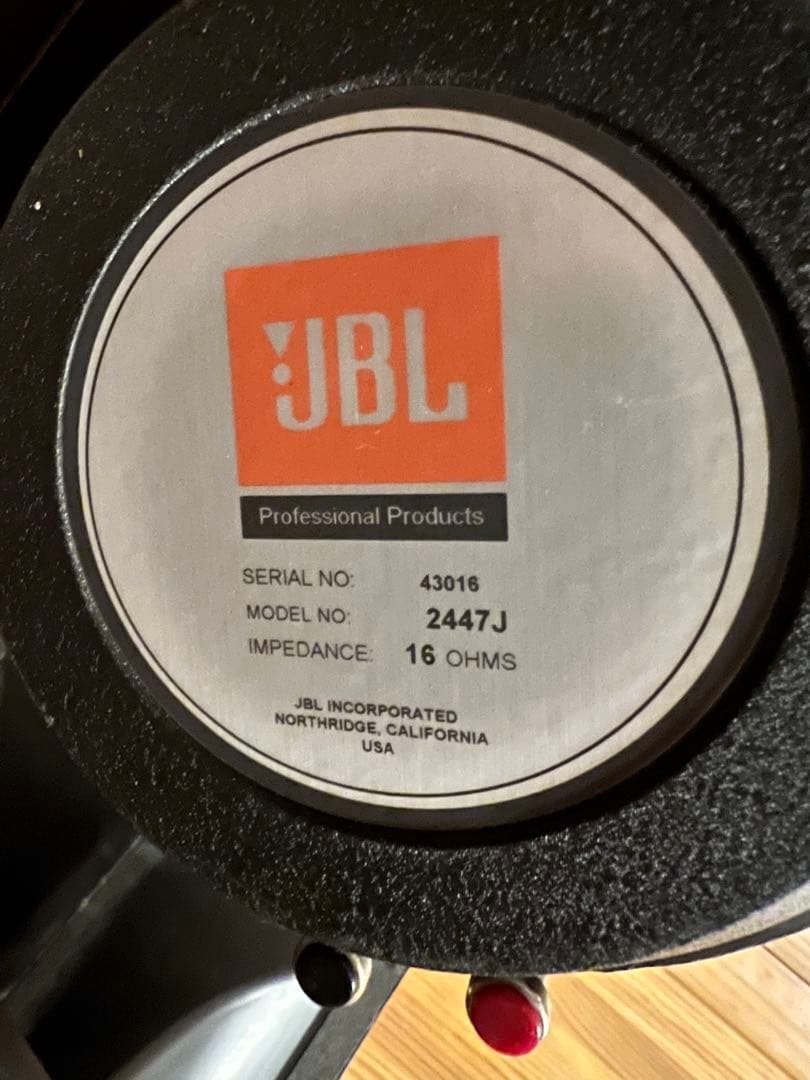 JBL
Professional Products
SERIAL NO: 43016
MODEL NO: 2447J
IMPEDANCE: 16 OHMS
JBL INCORPORATED
NORTHRIDGE, CALIFORNIA
USA